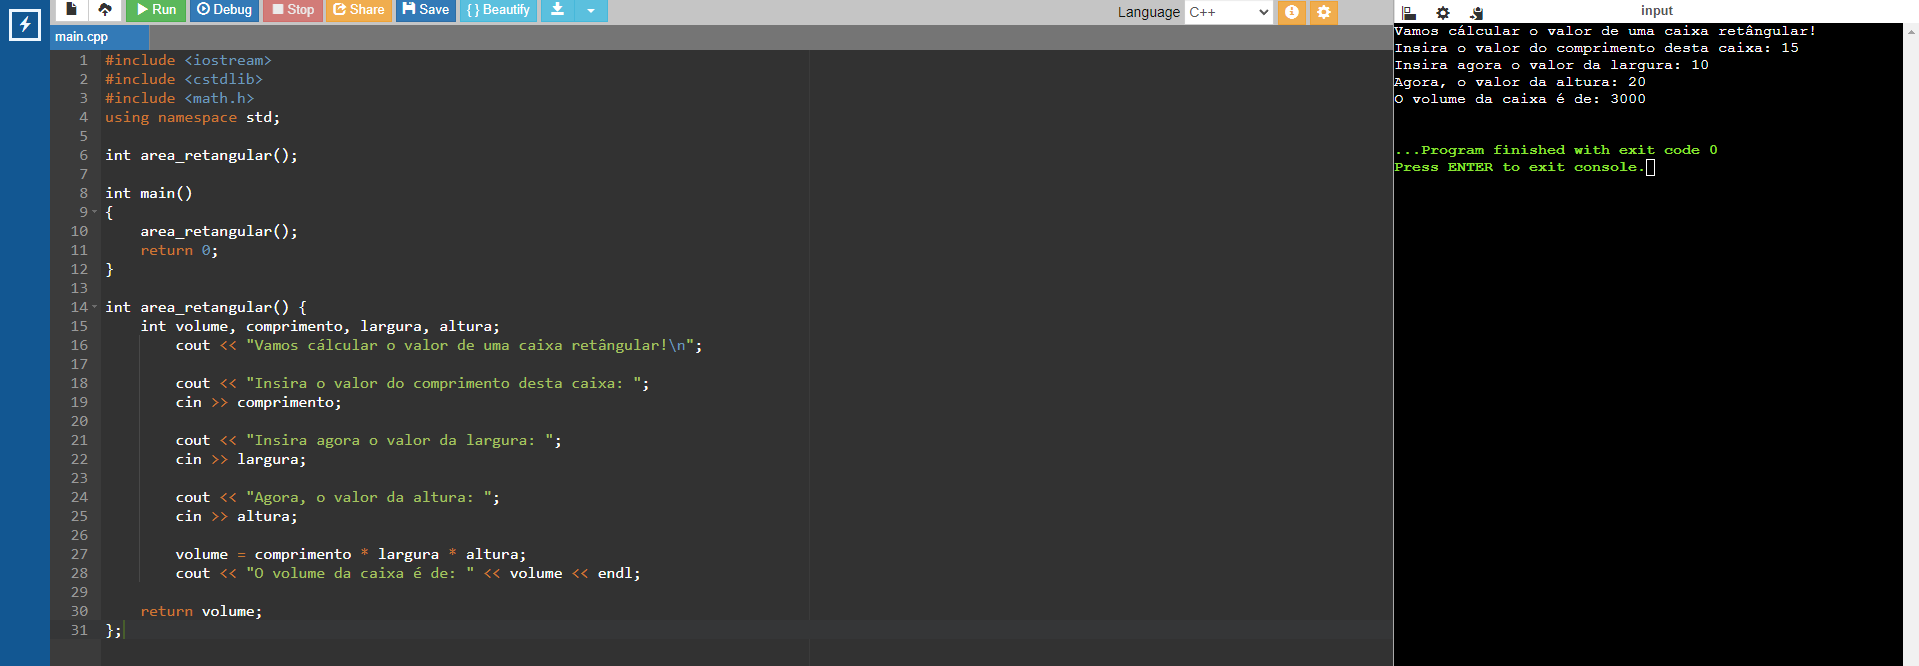 Run Debug Stop Share Save { } Beautify Language C++
main.cpp
1 #include <iostream>
2 #include <cstdlib>
3 #include <math.h>
4 using namespace std;
5
6 int area_retangular();
7
8 int main()
9 {
10 area_retangular();
11 return 0;
12 }
13
14 int area_retangular() {
15 int volume, comprimento, largura, altura;
16 cout << "Vamos cálcular o valor de uma caixa retângular!\n";
17
18 cout << "Insira o valor do comprimento desta caixa: ";
19 cin >> comprimento;
20
21 cout << "Insira agora o valor da largura: ";
22 cin >> largura;
23
24 cout << "Agora, o valor da altura: ";
25 cin >> altura;
26
27 volume = comprimento * largura * altura;
28 cout << "O volume da caixa é de: " << volume << endl;
29
30 return volume;
31 };
input
Vamos cálcular o valor de uma caixa retângular!
Insira o valor do comprimento desta caixa: 15
Insira agora o valor da largura: 10
Agora, o valor da altura: 20
O volume da caixa é de: 3000
...Program finished with exit code 0
Press ENTER to exit console.